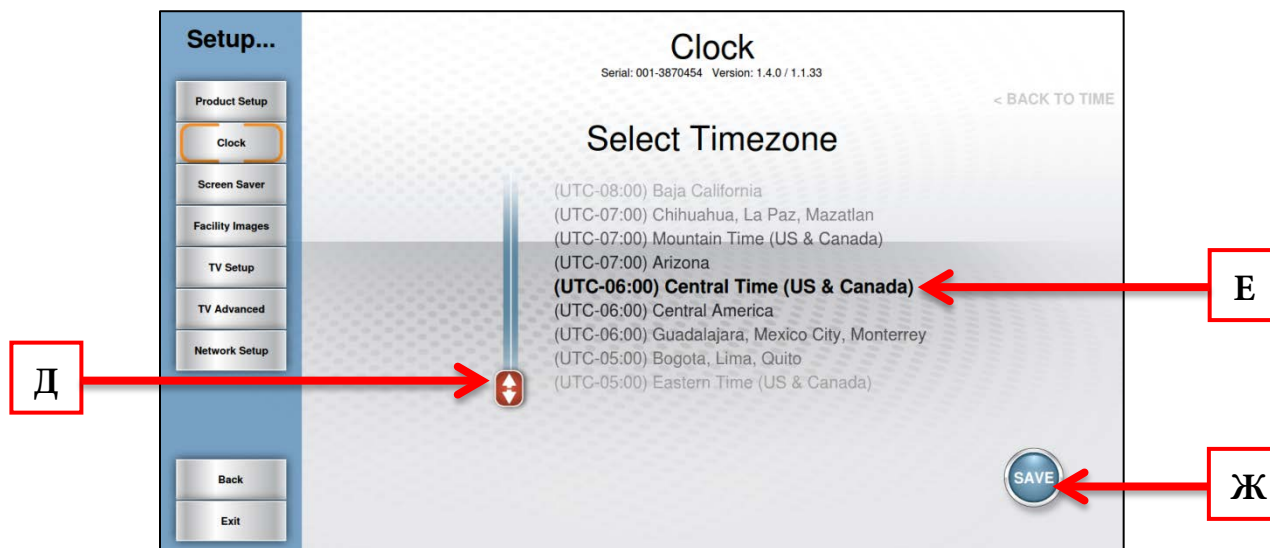 Setup...
Product Setup
Clock
Screen Saver
Facility Images
TV Setup
TV Advanced
Network Setup
Back
Exit
Clock
Serial: 001-3870454 Version: 1.4.0 / 1.1.33
< BACK TO TIME
Select Timezone
(UTC-08:00) Baja California
(UTC-07:00) Chihuahua, La Paz, Mazatlan
(UTC-07:00) Mountain Time (US & Canada)
(UTC-07:00) Arizona
(UTC-06:00) Central Time (US & Canada)
(UTC-06:00) Central America
(UTC-06:00) Guadalajara, Mexico City, Monterrey
(UTC-05:00) Bogota, Lima, Quito
(UTC-05:00) Eastern Time (US & Canada)
SAVE
Д
Е
Ж